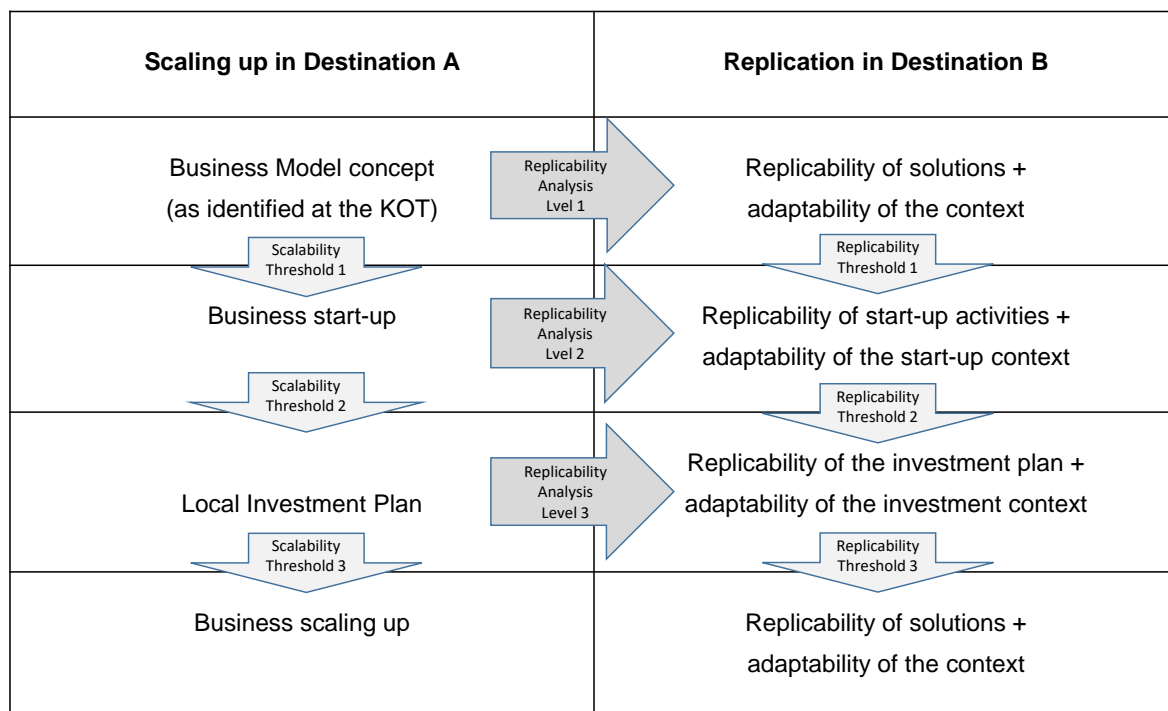 Scaling up in Destination A
Replication in Destination B
Business Model concept
(as identified at the KOT)
Replicability
Analysis
Lvel 1
Replicability of solutions +
adaptability of the context
Scalability
Threshold 1
Replicability
Threshold 1
Business start-up
Replicability
Analysis
Lvel 2
Replicability of start-up activities +
adaptability of the start-up context
Scalability
Threshold 2
Replicability
Threshold 2
Local Investment Plan
Replicability
Analysis
Level 3
Replicability of the investment plan +
adaptability of the investment context
Scalability
Threshold 3
Replicability
Threshold 3
Business scaling up
Replicability of solutions +
adaptability of the context